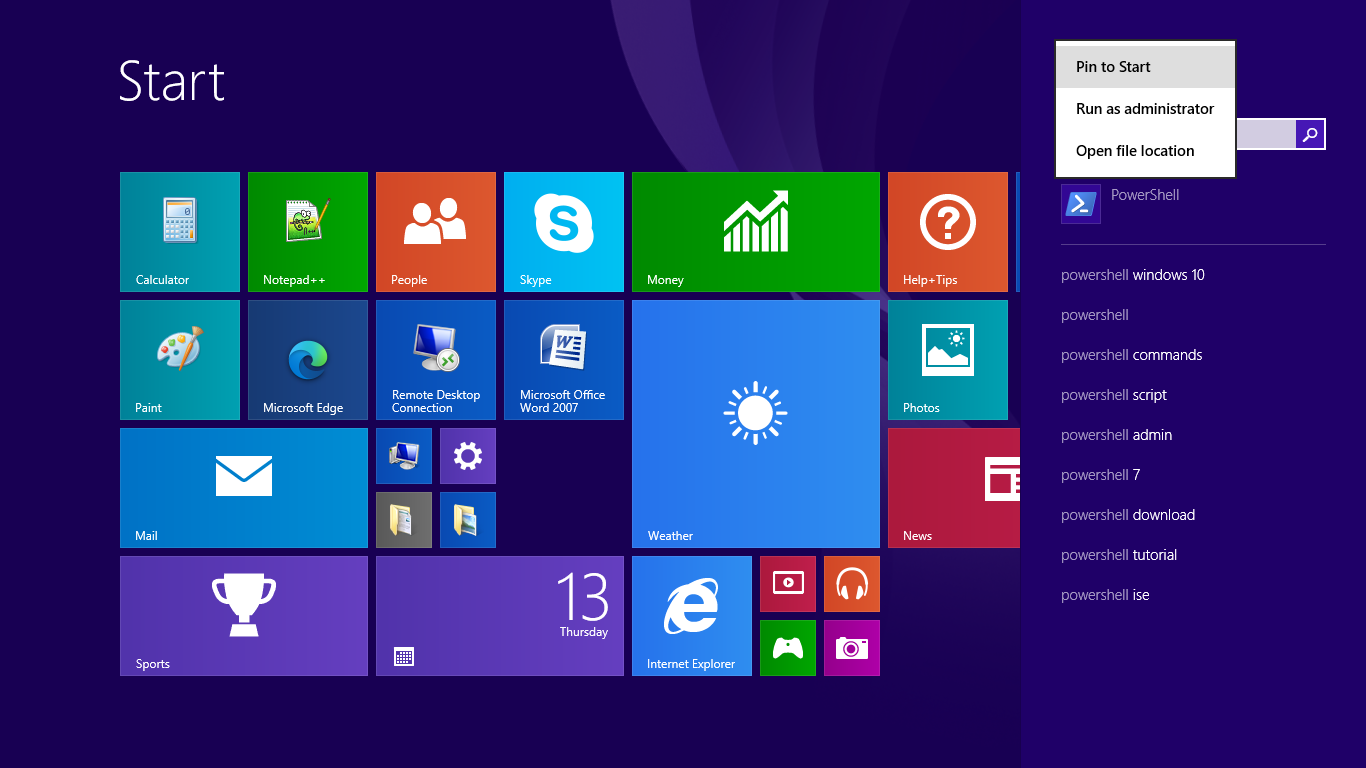 Start
Pin to Start
Run as administrator
Open file location
PowerShell
powershell windows 10
powershell
powershell commands
powershell script
powershell admin
powershell 7
powershell download
powershell tutorial
powershell ise
Calculator
Notepad++
People
Skype
Money
Help+Tips
Paint
Microsoft Edge
Remote Desktop
Connection
Microsoft Office
Word 2007
Weather
Photos
Mail
News
Sports
13
Thursday
Internet Explorer